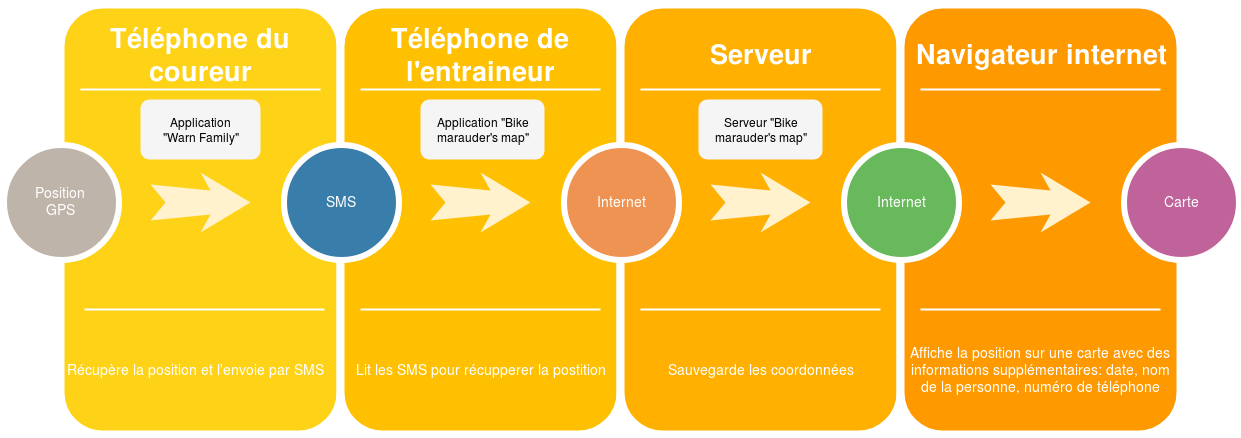 Téléphone du
coureur
Téléphone de
l'entraineur
Serveur
Navigateur internet
Application
"Warn Family"
Application "Bike
marauder's map"
Serveur "Bike
marauder's map"
Position
GPS
SMS
Internet
Internet
Carte
Récupère la position et l'envoie par SMS
Lit les SMS pour récupperer la postition
Sauvegarde les coordonnées
Affiche la position sur une carte avec des
informations supplémentaires: date, nom
de la personne, numéro de téléphone